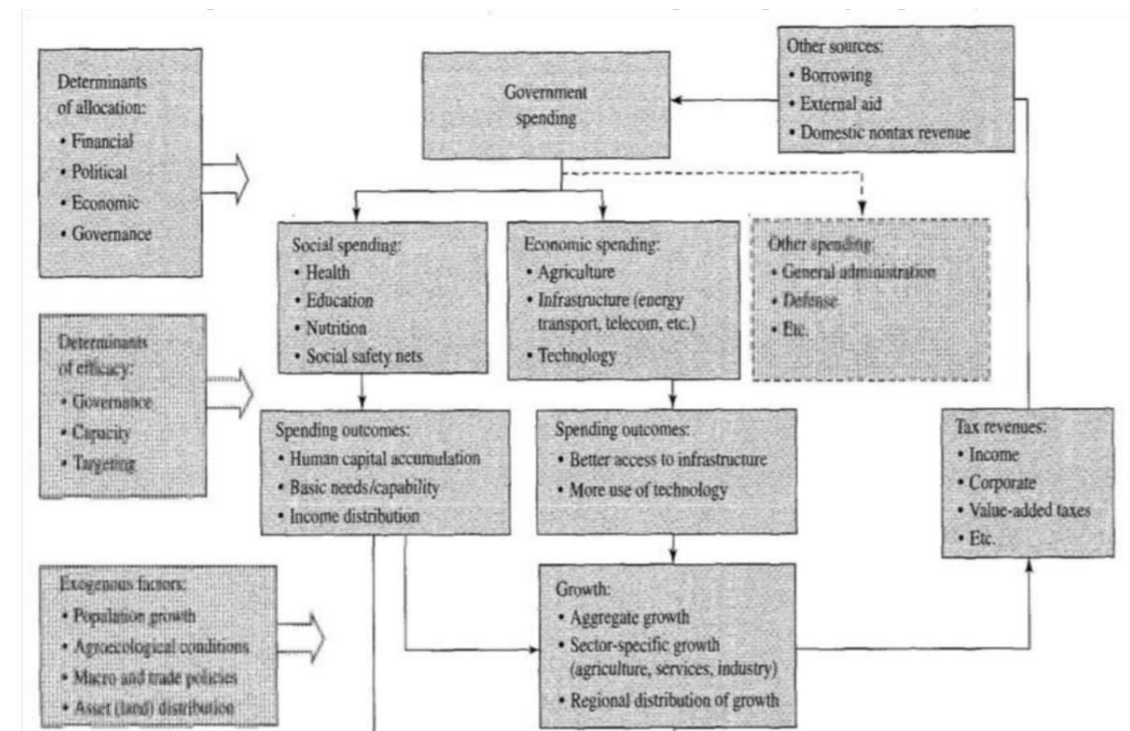 Determinants
of allocation:
• Financial
• Political
• Economic
• Governance
Government
spending
Other sources:
• Borrowing
• External aid
• Domestic nontax revenue
Social spending:
• Health
• Education
• Nutrition
• Social safety nets
Economic spending:
• Agriculture
• Infrastructure (energy
transport, telecom, etc.)
• Technology
Other spending:
• General administration
• Defense
• Etc.
Determinants
of efficacy:
• Governance
• Capacity
• Targeting
Spending outcomes:
• Human capital accumulation
• Basic needs/capability
• Income distribution
Spending outcomes:
• Better access to infrastructure
• More use of technology
Tax revenues:
• Income
• Corporate
• Value-added taxes
• Etc.
Exogenous factors:
• Population growth
• Agroecological conditions
• Macro and trade policies
• Asset (land) distribution
Growth:
• Aggregate growth
• Sector-specific growth
(agriculture, services, industry)
• Regional distribution of growth